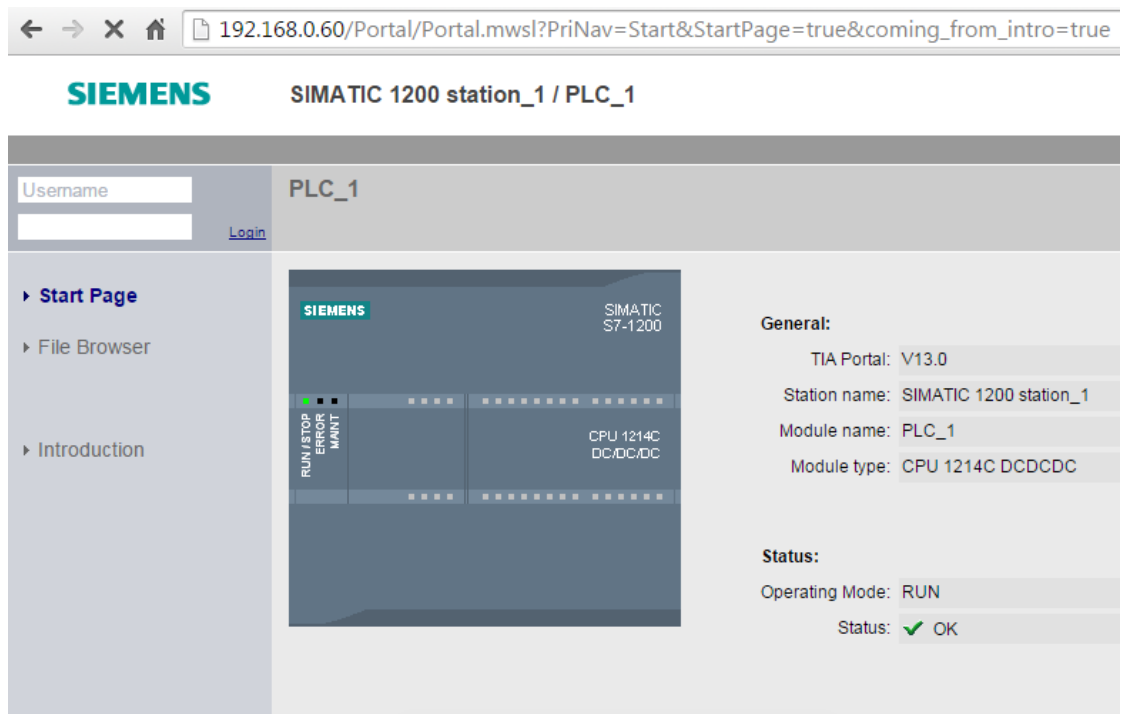 192.168.0.60/Portal/Portal.mwsl?PriNav=Start&StartPage=true&coming_from_intro=true
SIEMENS
SIMATIC 1200 station_1 / PLC_1
Username
Login
PLC_1
Start Page
File Browser
Introduction
SIEMENS
SIMATIC
S7-1200
RUN / STOP
ERROR
MAINT
CPU 1214C
DC/DC/DC
General:
TIA Portal: V13.0
Station name: SIMATIC 1200 station_1
Module name: PLC_1
Module type: CPU 1214C DCDCDC
Status:
Operating Mode: RUN
Status: OK